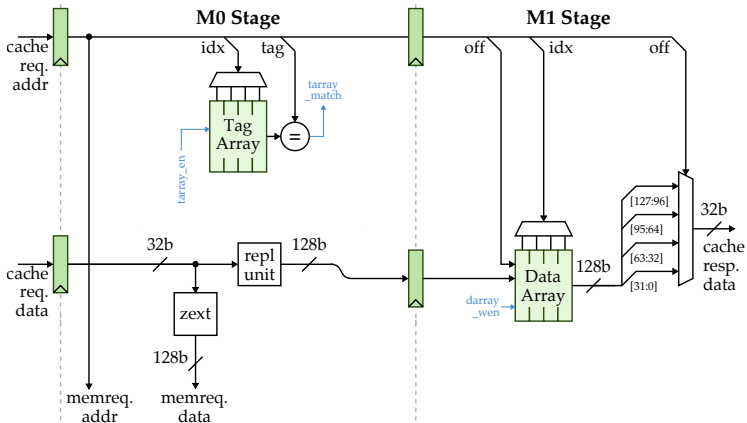 M0 Stage
M1 Stage
cache
req.
addr
idx
tag
off
idx
off
tarray
_match
Tag
Array
=
tarray_en
[127:96]
[95:64]
[63:32]
[31:0]
32b
cache
resp.
data
32b
repl
unit
128b
cache
req.
data
zext
128b
Data
Array
128b
darray
_wen
memreq.
addr
memreq.
data